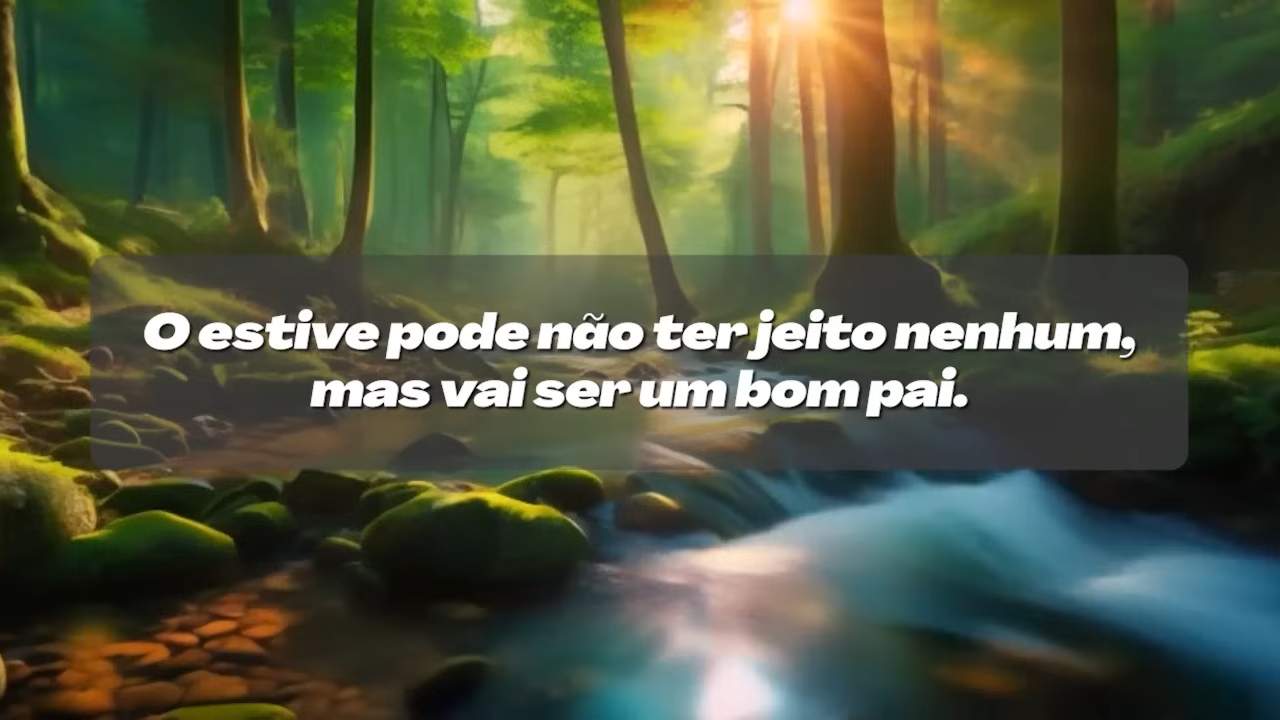 O estive pode não ter jeito nenhum,
mas vai ser um bom pai.